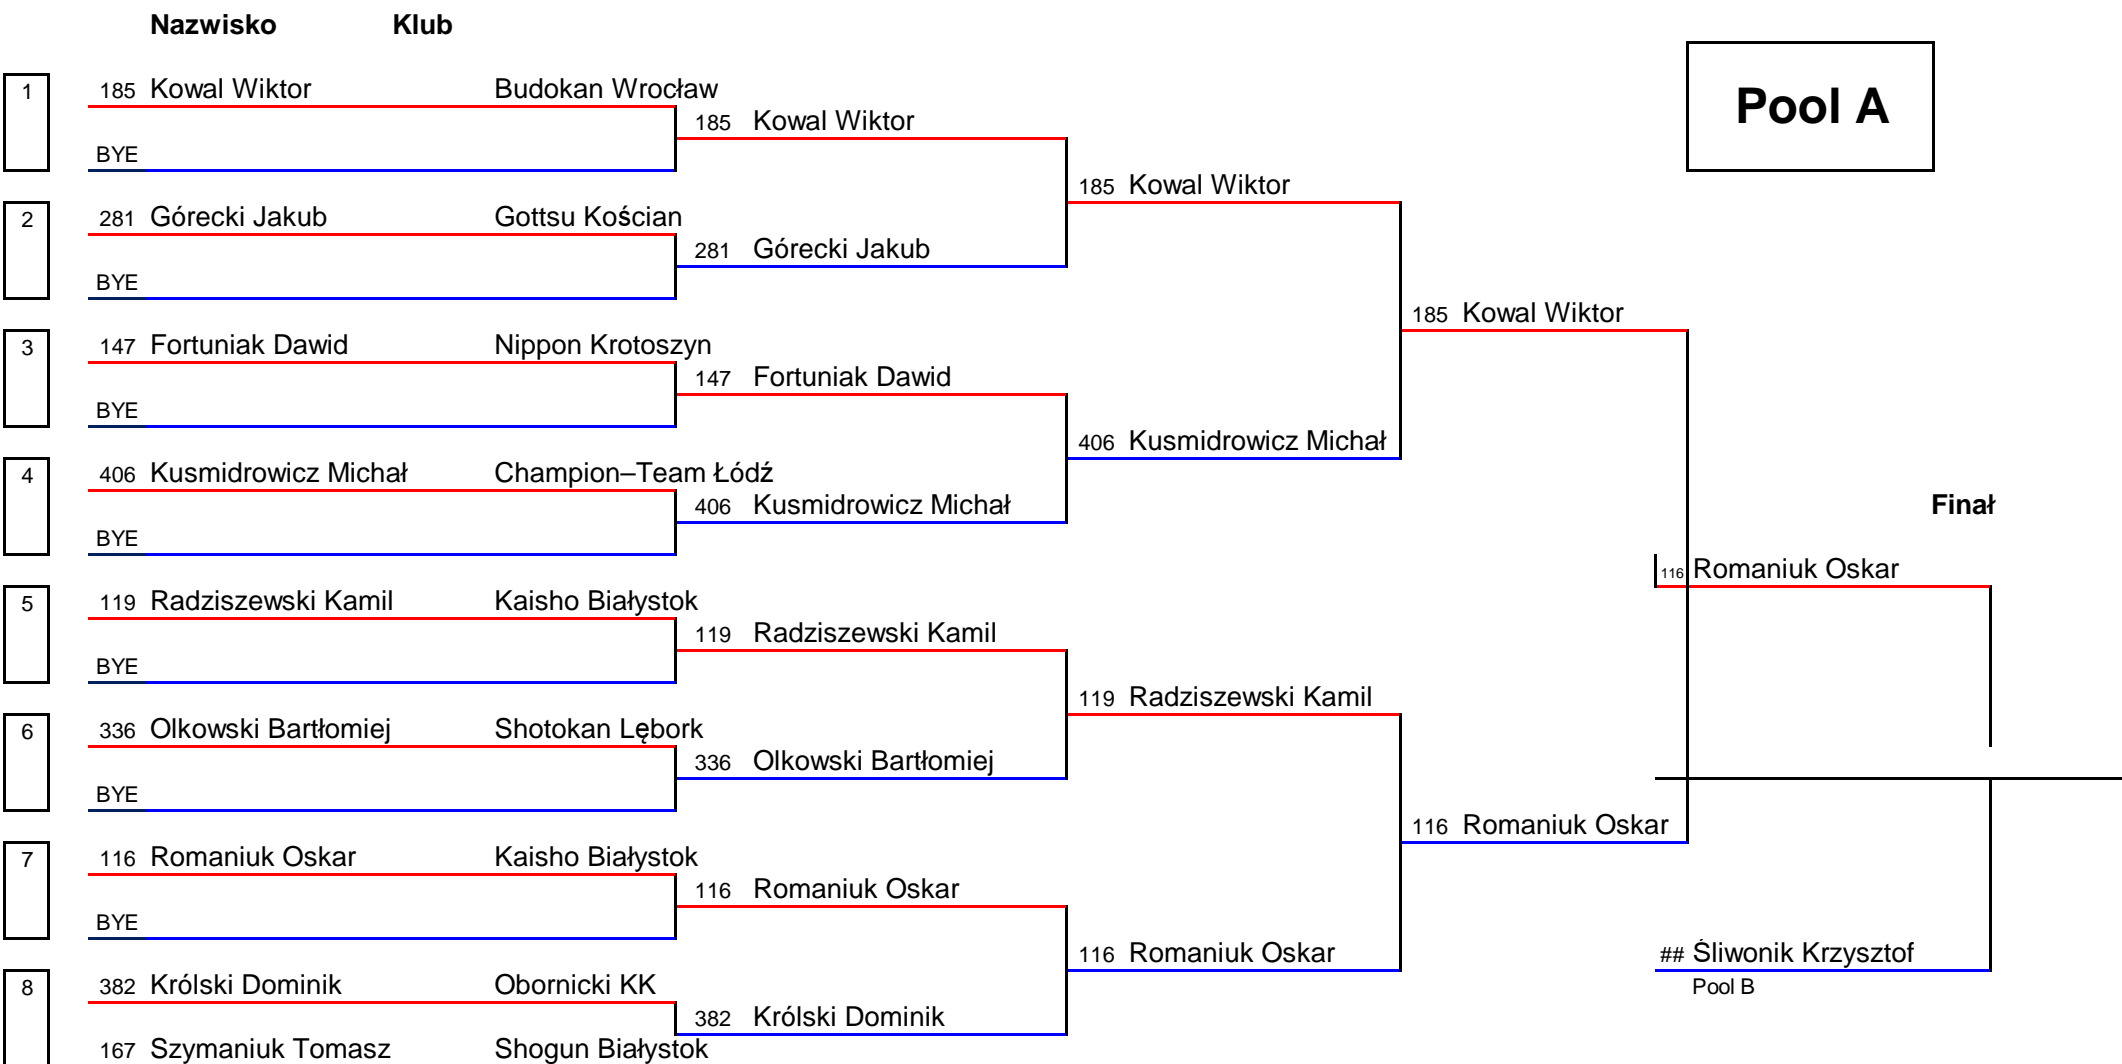 Nazwisko Klub
Pool A
1 185 Kowal Wiktor Budokan Wrocław
185 Kowal Wiktor
BYE
185 Kowal Wiktor
2 281 Górecki Jakub Gottsu Kościan
281 Górecki Jakub
BYE
185 Kowal Wiktor
3 147 Fortuniak Dawid Nippon Krotoszyn
147 Fortuniak Dawid
BYE
406 Kusmidrowicz Michał
4 406 Kusmidrowicz Michał Champion–Team Łódź
406 Kusmidrowicz Michał
Finał
BYE
116 Romaniuk Oskar
5 119 Radziszewski Kamil Kaisho Białystok
119 Radziszewski Kamil
BYE
119 Radziszewski Kamil
6 336 Olkowski Bartłomiej Shotokan Lębork
336 Olkowski Bartłomiej
BYE
116 Romaniuk Oskar
7 116 Romaniuk Oskar Kaisho Białystok
116 Romaniuk Oskar
BYE
116 Romaniuk Oskar
## Śliwonik Krzysztof
8 382 Królski Dominik Obornicki KK
Pool B
382 Królski Dominik
167 Szymaniuk Tomasz Shogun Białystok